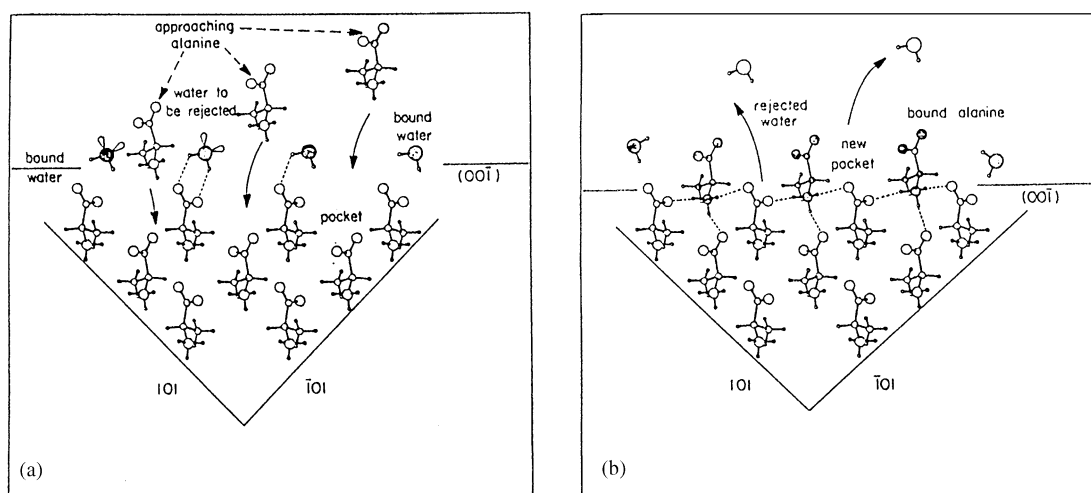 approaching
alanine
water to
be rejected
bound
water
bound
water
(001̄)
pocket
101
1̄01
(a)
rejected
water
new
pocket
bound alanine
(001̄)
101
1̄01
(b)